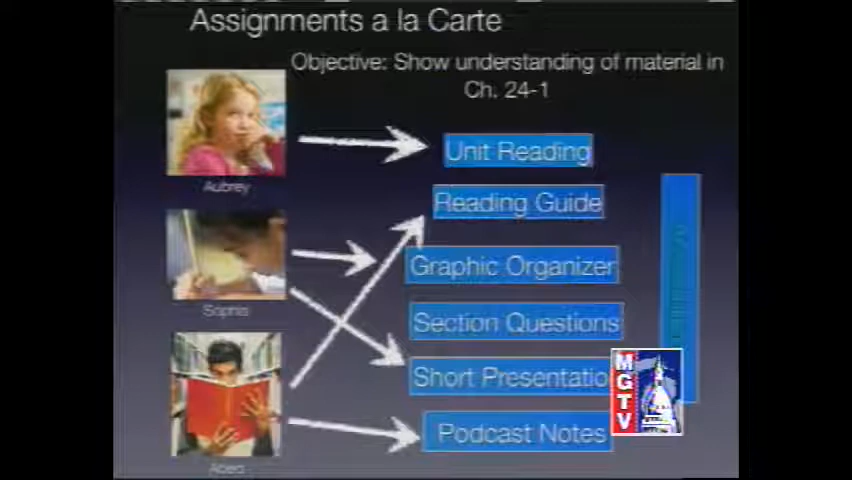 Assignments a la Carte
Objective: Show understanding of material in
Ch. 24-1
Aubrey
Unit Reading
Reading Guide
Sophia
Graphic Organizer
Section Questions
Short Presentatio
Podcast Notes
MGTV